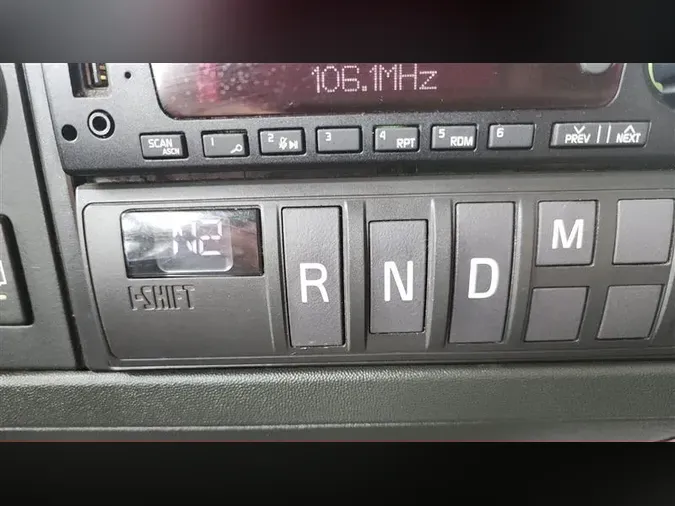 106.1MHz
SCAN
ASCN
1 2 3 4 RPT 5 RDM 6
PREV NEXT
N2
I-SHIFT
R N D M